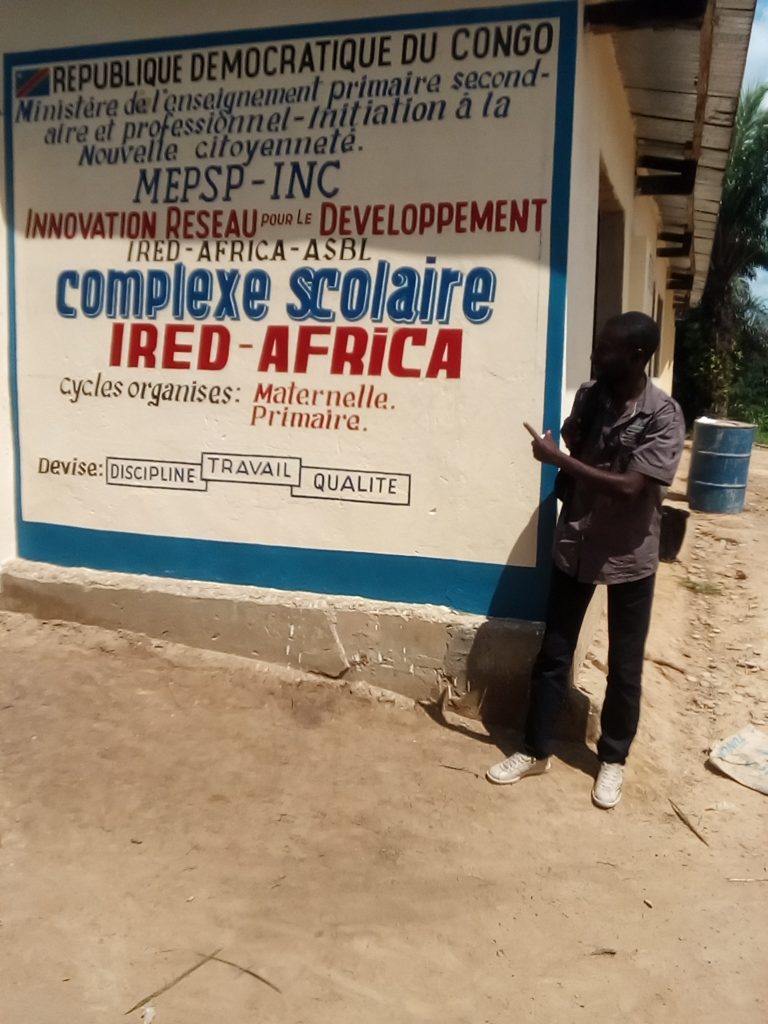 REPUBLIQUE DEMOCRATIQUE DU CONGO
Ministére de l'enseignement primaire second-
aire et professionnel-Initiation à la
Nouvelle citoyenneté.
MEPSP-INC
INNOVATION RESEAU POUR LE DEVELOPPEMENT
IRED-AFRICA-ASBL
complexe scolaire
IRED-AFRICA
cycles organises: Maternelle.
Primaire.
Devise: DISCIPLINE TRAVAIL QUALITE